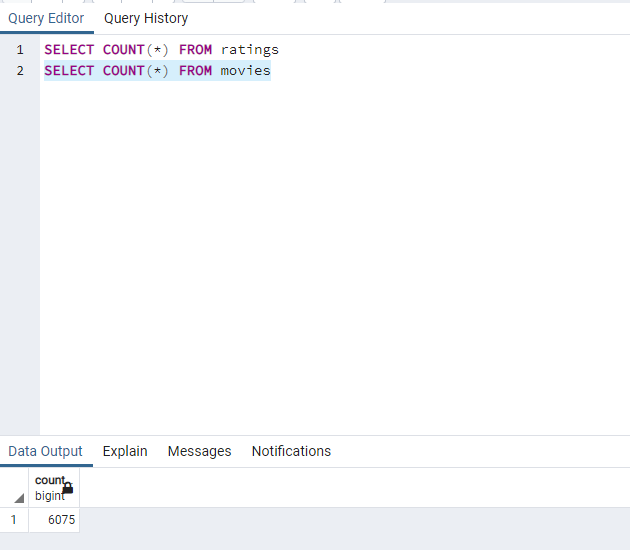 Query Editor Query History
1 SELECT COUNT(*) FROM ratings
2 SELECT COUNT(*) FROM movies
Data Output Explain Messages Notifications
count
bigint
1 6075